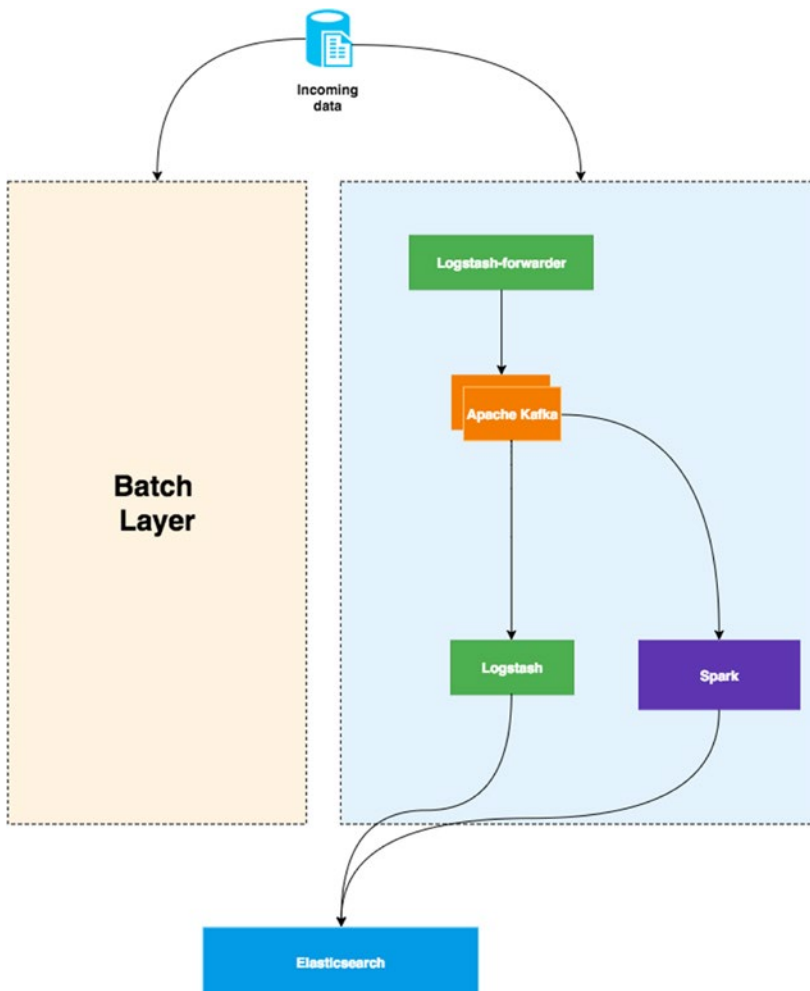 Incoming
data
Logstash-forwarder
Apache Kafka
Batch
Layer
Logstash
Spark
Elasticsearch